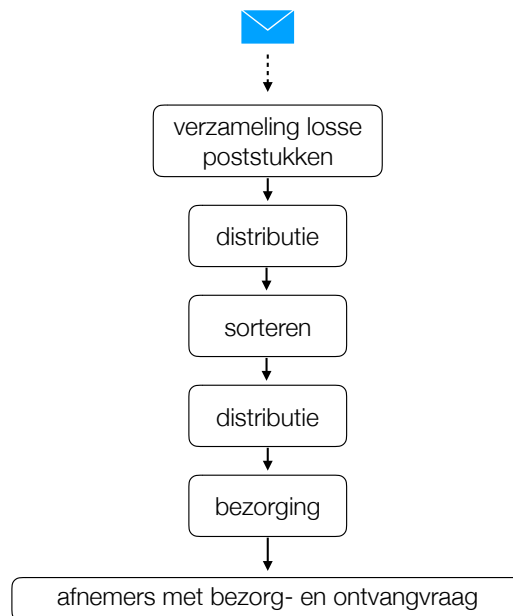 verzameling losse
poststukken
distributie
sorteren
distributie
bezorging
afnemers met bezorg- en ontvangvraag